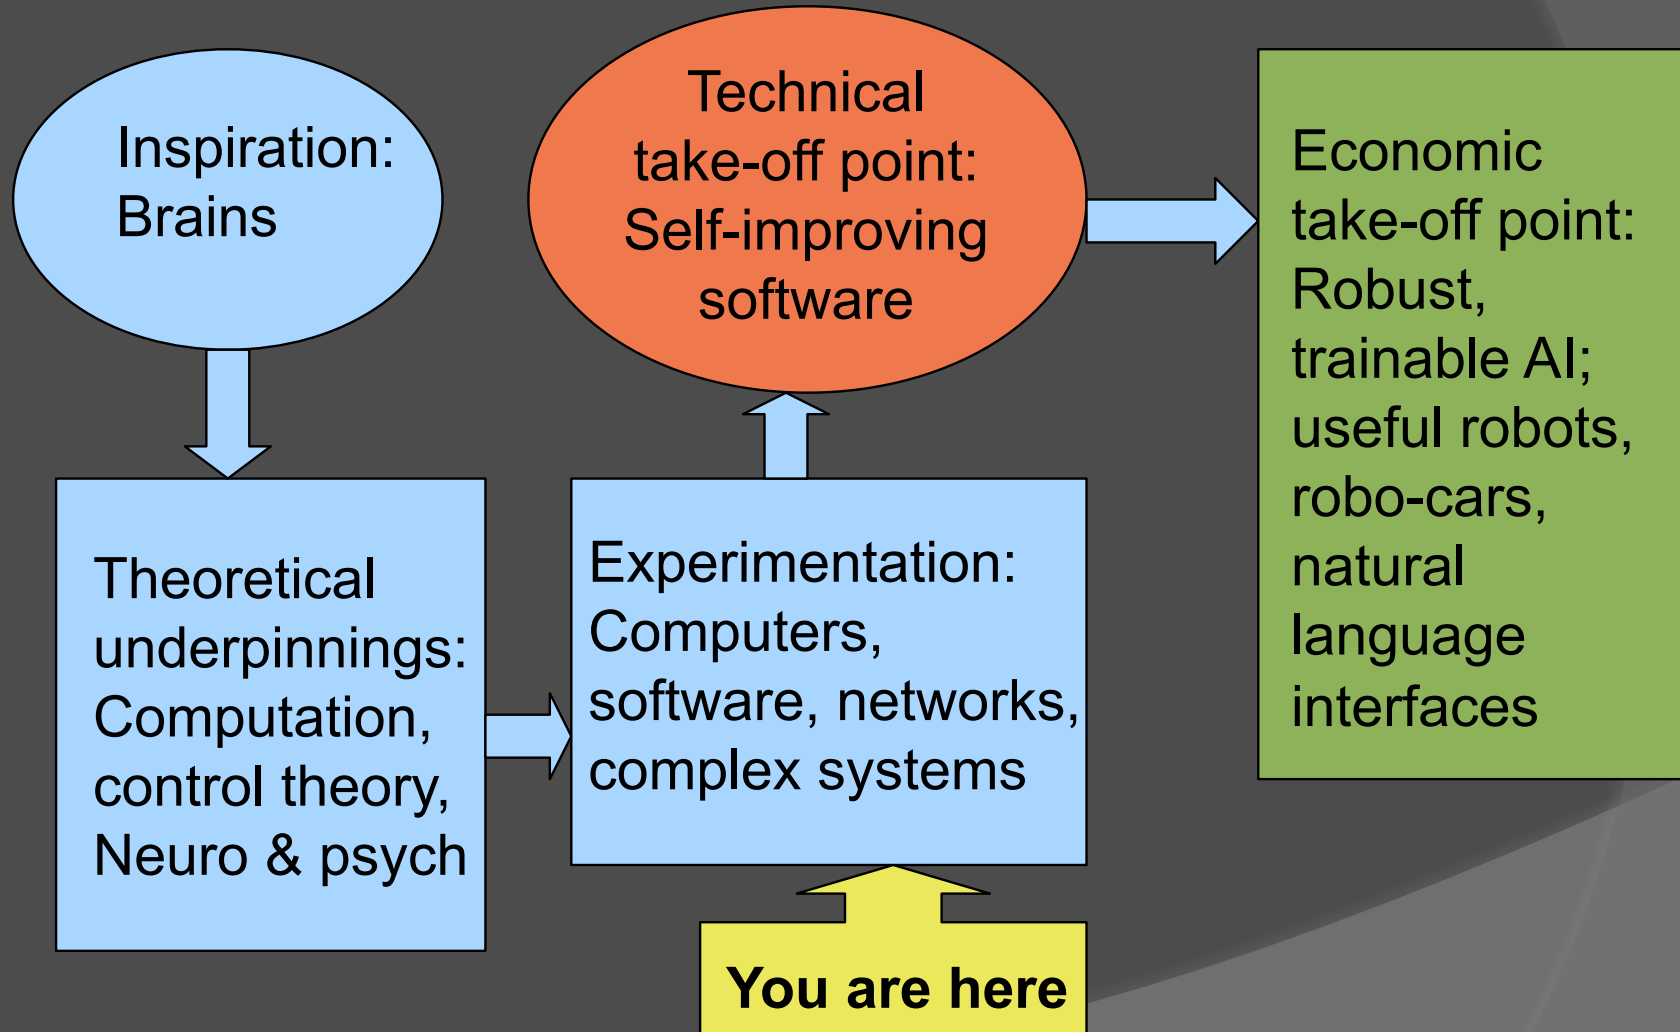 Inspiration:
Brains
Theoretical
underpinnings:
Computation,
control theory,
Neuro & psych
Experimentation:
Computers,
software, networks,
complex systems
You are here
Technical
take-off point:
Self-improving
software
Economic
take-off point:
Robust,
trainable AI;
useful robots,
robo-cars,
natural
language
interfaces